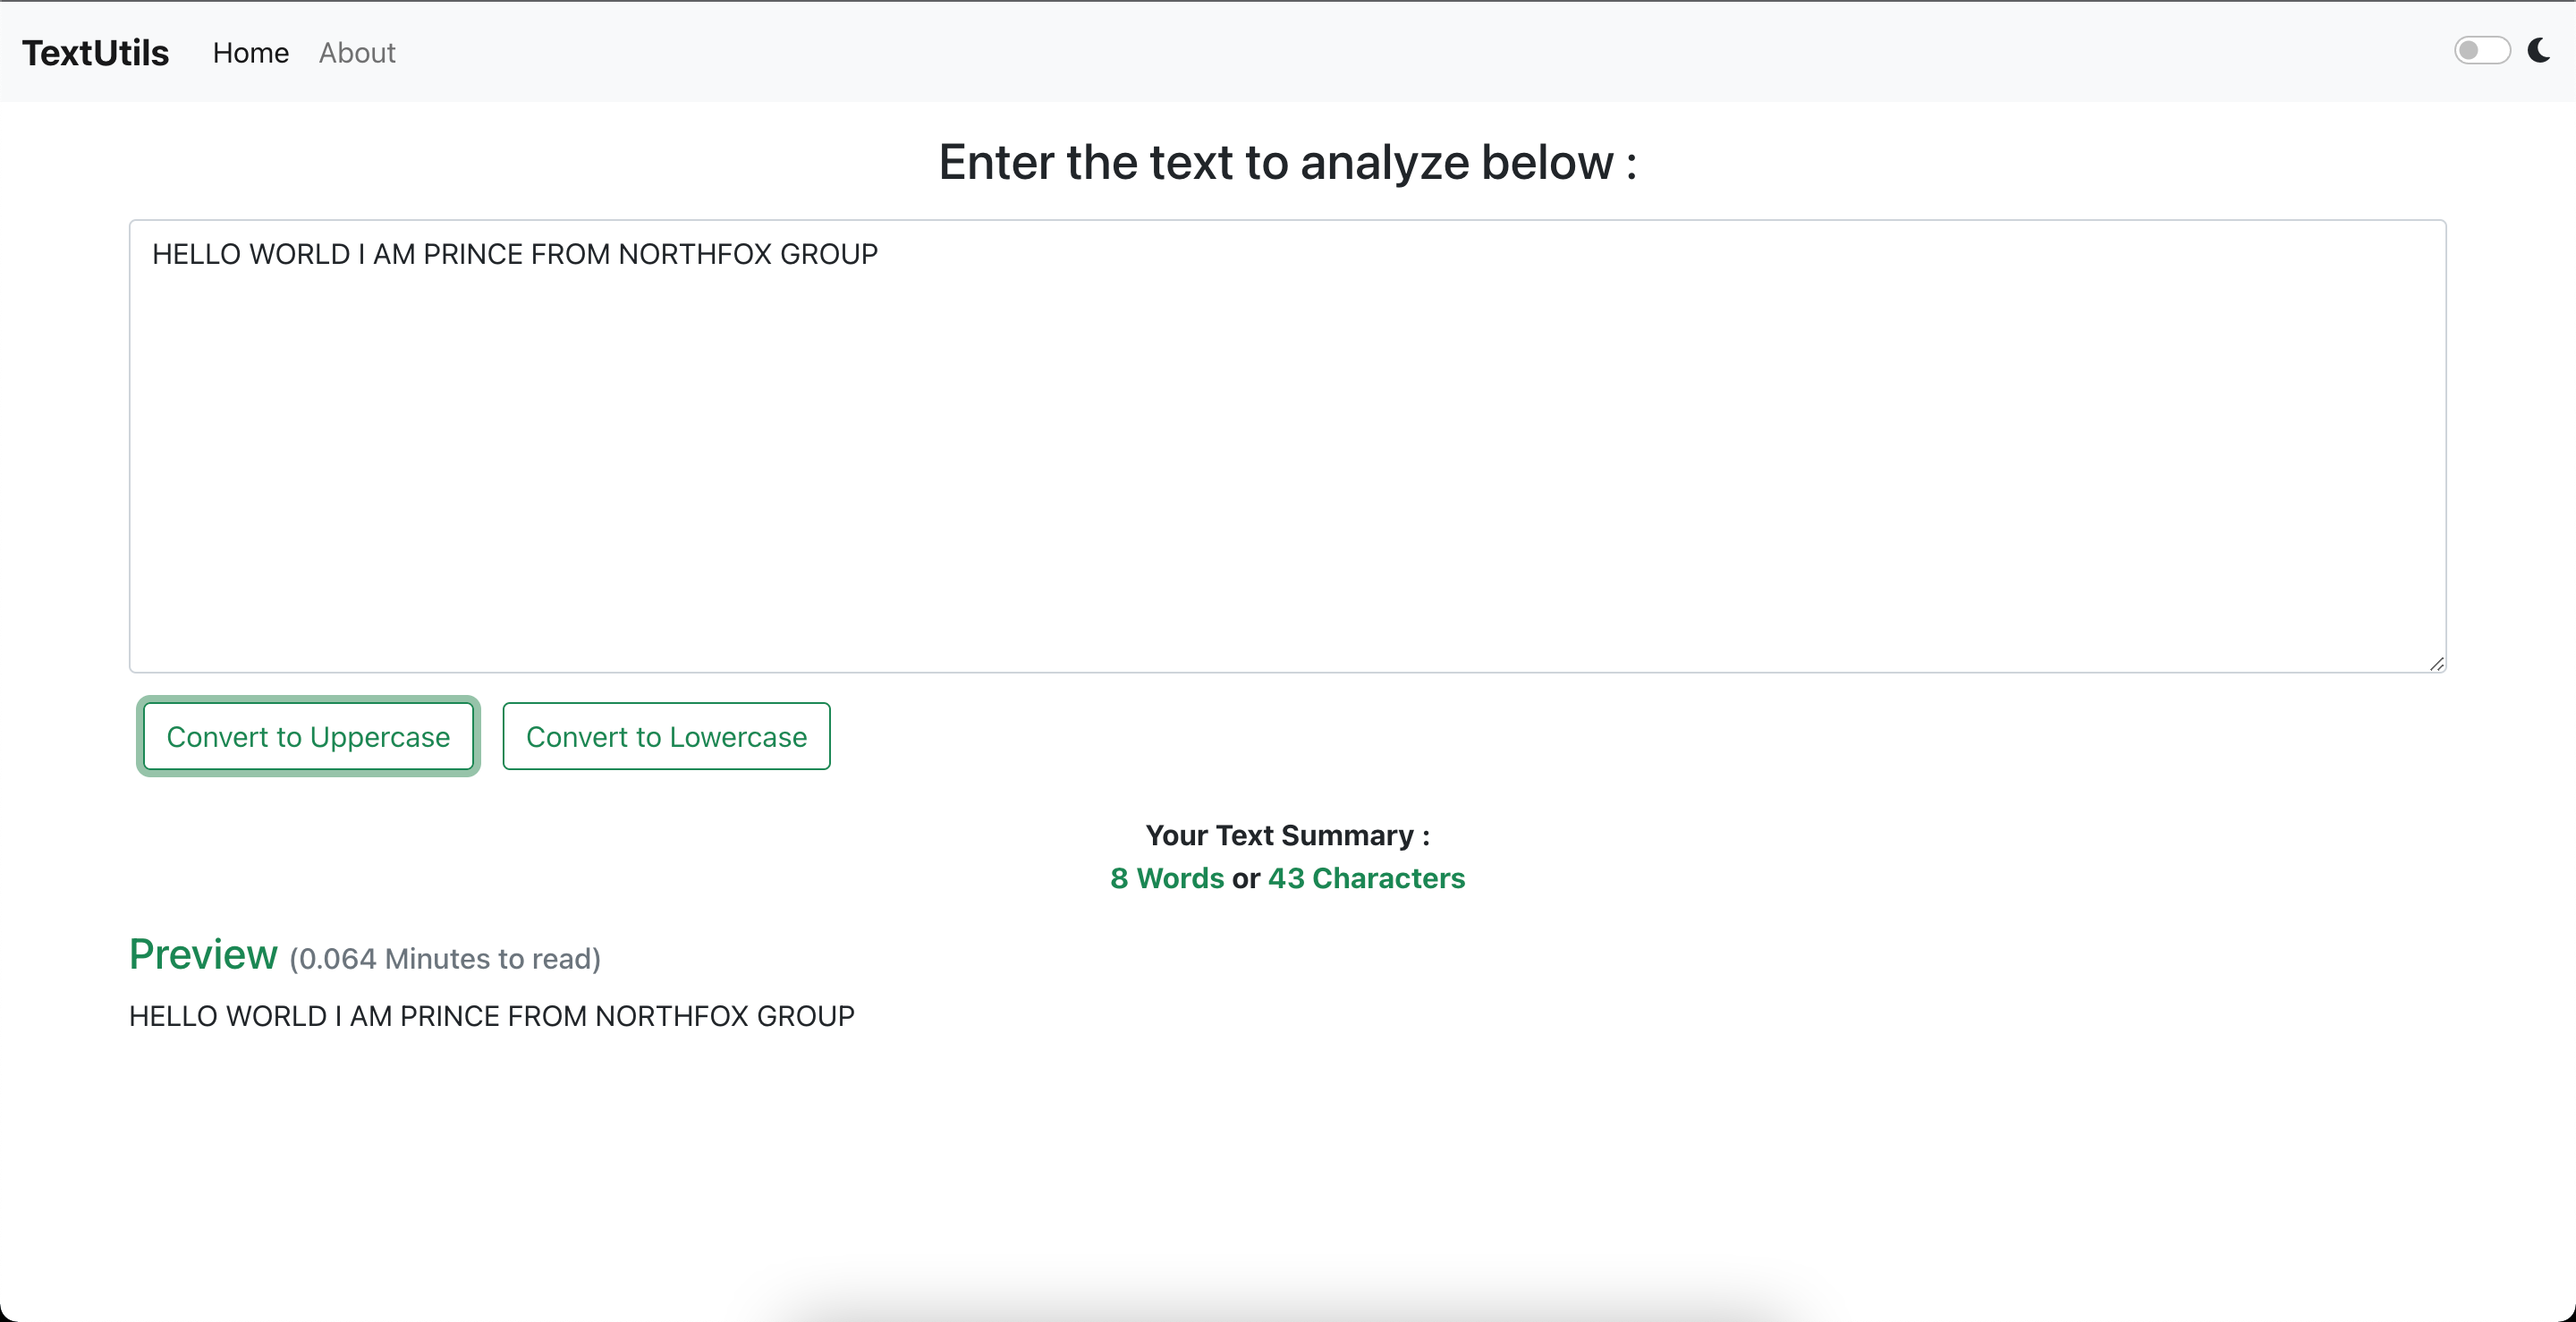 TextUtils Home About
Enter the text to analyze below :
HELLO WORLD I AM PRINCE FROM NORTHFOX GROUP
Convert to Uppercase Convert to Lowercase
Your Text Summary :
8 Words or 43 Characters
Preview (0.064 Minutes to read)
HELLO WORLD I AM PRINCE FROM NORTHFOX GROUP